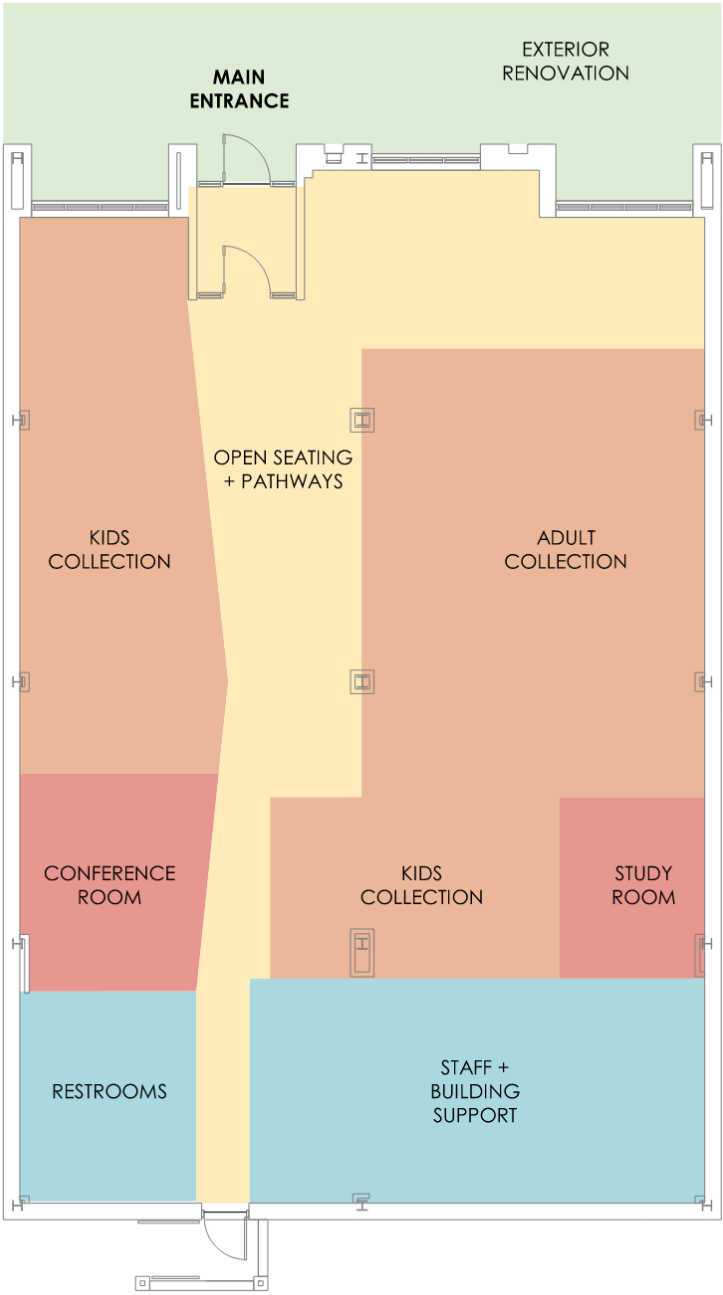 EXTERIOR
RENOVATION
MAIN
ENTRANCE
OPEN SEATING
+ PATHWAYS
KIDS
COLLECTION
ADULT
COLLECTION
CONFERENCE
ROOM
KIDS
COLLECTION
STUDY
ROOM
RESTROOMS
STAFF +
BUILDING
SUPPORT